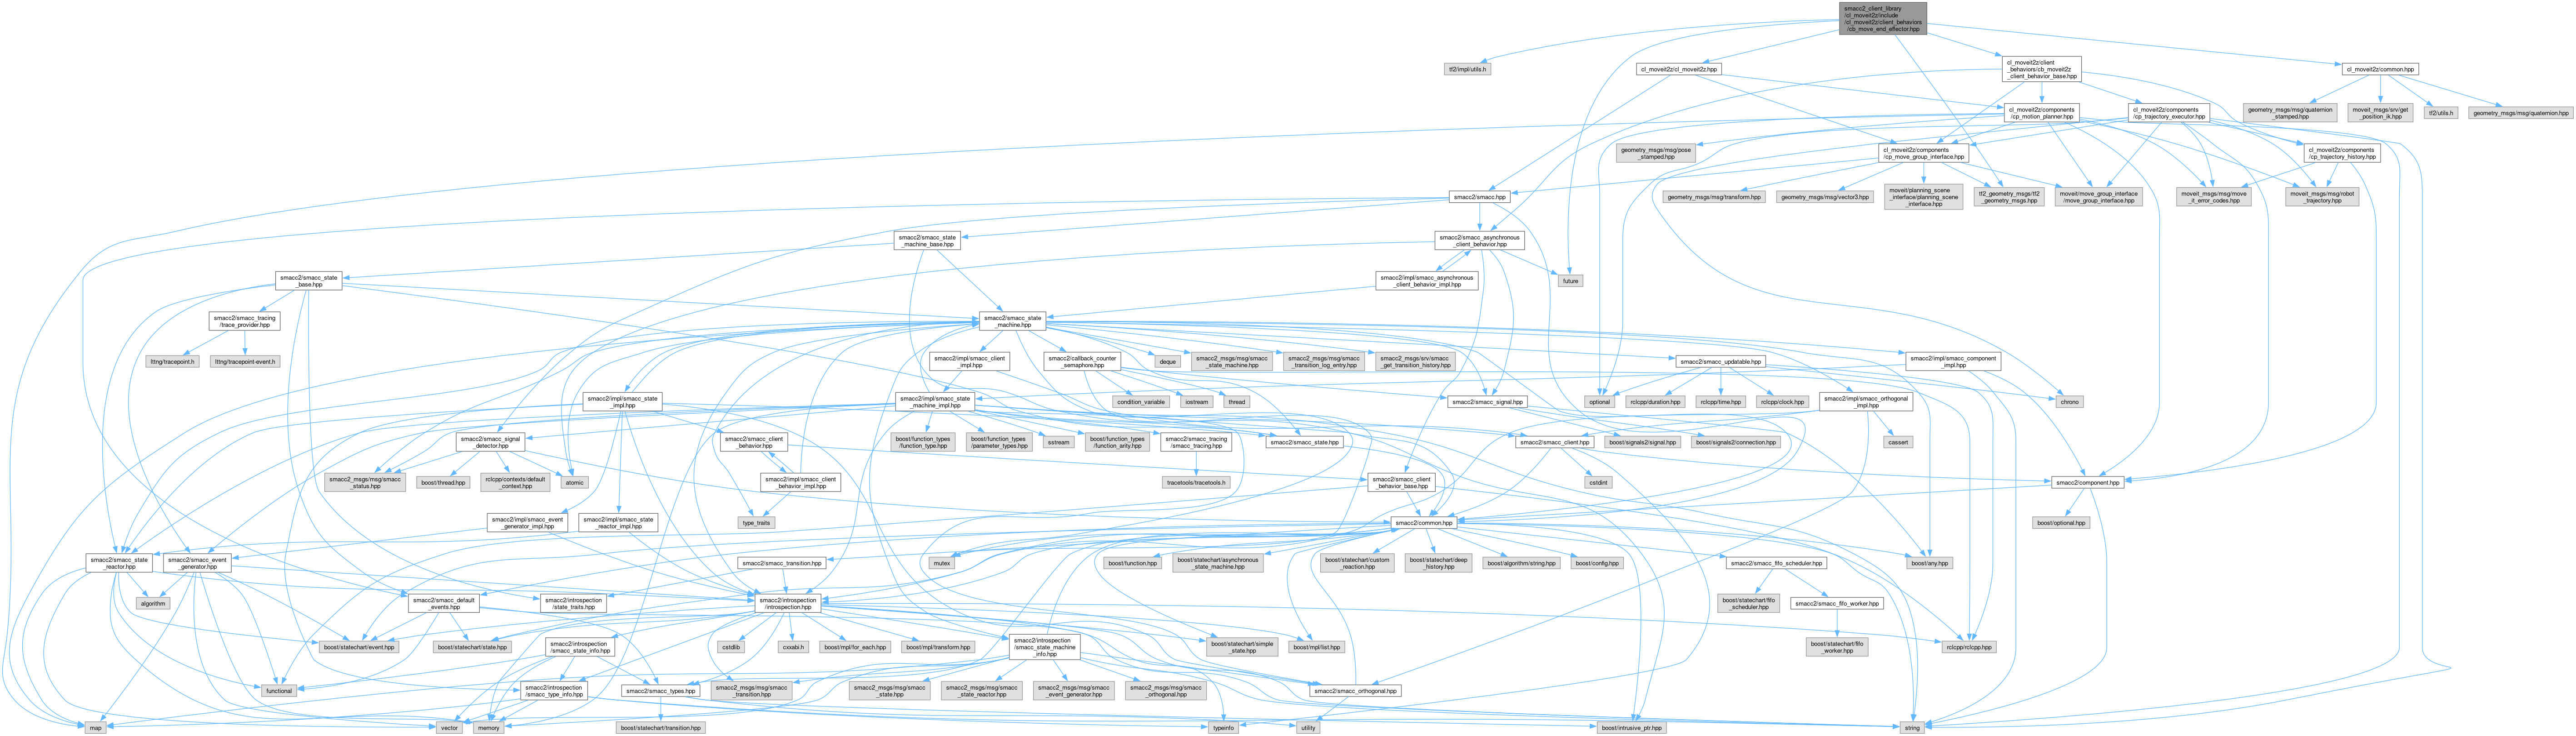 smacc2_client_library
/cl_moveit2z/include
/cl_moveit2z/client_behaviors
/cb_move_end_effector.hpp
tf2/impl/utils.h
cl_moveit2z/cl_moveit2z.hpp
cl_moveit2z/client
_behaviors/cb_moveit2z
_client_behavior_base.hpp
cl_moveit2z/common.hpp
geometry_msgs/msg/quaternion
_stamped.hpp
moveit_msgs/srv/get
_position_ik.hpp
tf2/utils.h
geometry_msgs/msg/quaternion.hpp
cl_moveit2z/components
/cp_motion_planner.hpp
cl_moveit2z/components
/cp_trajectory_executor.hpp
geometry_msgs/msg/pose
_stamped.hpp
cl_moveit2z/components
/cp_move_group_interface.hpp
cl_moveit2z/components
/cp_trajectory_history.hpp
smacc2/smacc.hpp
geometry_msgs/msg/transform.hpp
geometry_msgs/msg/vector3.hpp
moveit/planning_scene
_interface/planning_scene
_interface.hpp
tf2_geometry_msgs/tf2
_geometry_msgs.hpp
moveit/move_group_interface
/move_group_interface.hpp
moveit_msgs/msg/move
_it_error_codes.hpp
moveit_msgs/msg/robot
_trajectory.hpp
smacc2/smacc_state
_machine_base.hpp
smacc2/smacc_asynchronous
_client_behavior.hpp
smacc2/smacc_state
_base.hpp
smacc2/impl/smacc_asynchronous
_client_behavior_impl.hpp
future
smacc2/smacc_tracing
/trace_provider.hpp
smacc2/smacc_state
_machine.hpp
lttng/tracepoint.h
lttng/tracepoint-event.h
smacc2/impl/smacc_client
_impl.hpp
smacc2/callback_counter
_semaphore.hpp
deque
smacc2_msgs/msg/smacc
_state_machine.hpp
smacc2_msgs/msg/smacc
_transition_log_entry.hpp
smacc2_msgs/srv/smacc
_get_transition_history.hpp
smacc2/smacc_updatable.hpp
smacc2/impl/smacc_component
_impl.hpp
smacc2/impl/smacc_state
_impl.hpp
smacc2/impl/smacc_state
_machine_impl.hpp
condition_variable
iostream
thread
smacc2/smacc_signal.hpp
optional
rclcpp/duration.hpp
rclcpp/time.hpp
rclcpp/clock.hpp
smacc2/impl/smacc_orthogonal
_impl.hpp
chrono
smacc2/smacc_signal
_detector.hpp
smacc2/smacc_client
_behavior.hpp
boost/function_types
/function_type.hpp
boost/function_types
/parameter_types.hpp
sstream
boost/function_types
/function_arity.hpp
smacc2/smacc_tracing
/smacc_tracing.hpp
smacc2/smacc_state.hpp
boost/signals2/signal.hpp
boost/signals2/connection.hpp
smacc2/smacc_client.hpp
cassert
smacc2_msgs/msg/smacc
_status.hpp
boost/thread.hpp
rclcpp/contexts/default
_context.hpp
atomic
smacc2/impl/smacc_client
_behavior_impl.hpp
tracetools/tracetools.h
smacc2/smacc_client
_behavior_base.hpp
cstdint
smacc2/component.hpp
smacc2/impl/smacc_event
_generator_impl.hpp
smacc2/impl/smacc_state
_reactor_impl.hpp
type_traits
smacc2/common.hpp
boost/optional.hpp
smacc2/smacc_state
_reactor.hpp
smacc2/smacc_event
_generator.hpp
smacc2/smacc_transition.hpp
mutex
boost/function.hpp
boost/statechart/asynchronous
_state_machine.hpp
boost/statechart/custom
_reaction.hpp
boost/statechart/deep
_history.hpp
boost/algorithm/string.hpp
boost/config.hpp
smacc2/smacc_fifo_scheduler.hpp
boost/any.hpp
algorithm
smacc2/smacc_default
_events.hpp
smacc2/introspection
/state_traits.hpp
smacc2/introspection
/introspection.hpp
boost/statechart/fifo
_scheduler.hpp
smacc2/smacc_fifo_worker.hpp
boost/statechart/event.hpp
boost/statechart/state.hpp
smacc2/introspection
/smacc_state_info.hpp
cstdlib
cxxabi.h
boost/mpl/for_each.hpp
boost/mpl/transform.hpp
smacc2/introspection
/smacc_state_machine
_info.hpp
boost/statechart/simple
_state.hpp
boost/mpl/list.hpp
boost/statechart/fifo
_worker.hpp
rclcpp/rclcpp.hpp
functional
smacc2/introspection
/smacc_type_info.hpp
smacc2/smacc_types.hpp
smacc2_msgs/msg/smacc
_transition.hpp
smacc2_msgs/msg/smacc
_state.hpp
smacc2_msgs/msg/smacc
_state_reactor.hpp
smacc2_msgs/msg/smacc
_event_generator.hpp
smacc2_msgs/msg/smacc
_orthogonal.hpp
smacc2/smacc_orthogonal.hpp
map
vector
memory
boost/statechart/transition.hpp
typeinfo
utility
boost/intrusive_ptr.hpp
string